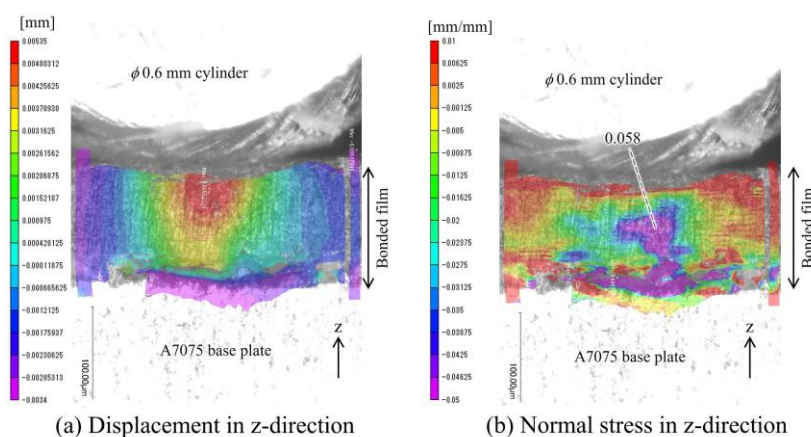 [mm]
0.00535
0.00480312
0.00425625
0.00370938
0.0031625
0.00261562
0.00152187
0.000975
0.000428125
-0.00011875
-0.000665625
-0.0012125
-0.00175937
-0.00230625
-0.00285313
-0.0034
φ 0.6 mm cylinder
Bonded film
A7075 base plate
z
100.00μm
(a) Displacement in z-direction
[mm/mm]
0.01
0.00625
0.0025
-0.00125
-0.005
-0.00875
-0.0125
-0.01625
-0.02
-0.02375
-0.0275
-0.03125
-0.035
-0.03875
-0.0425
-0.04625
-0.05
φ 0.6 mm cylinder
0.058
Bonded film
A7075 base plate
z
100.00μm
(b) Normal stress in z-direction